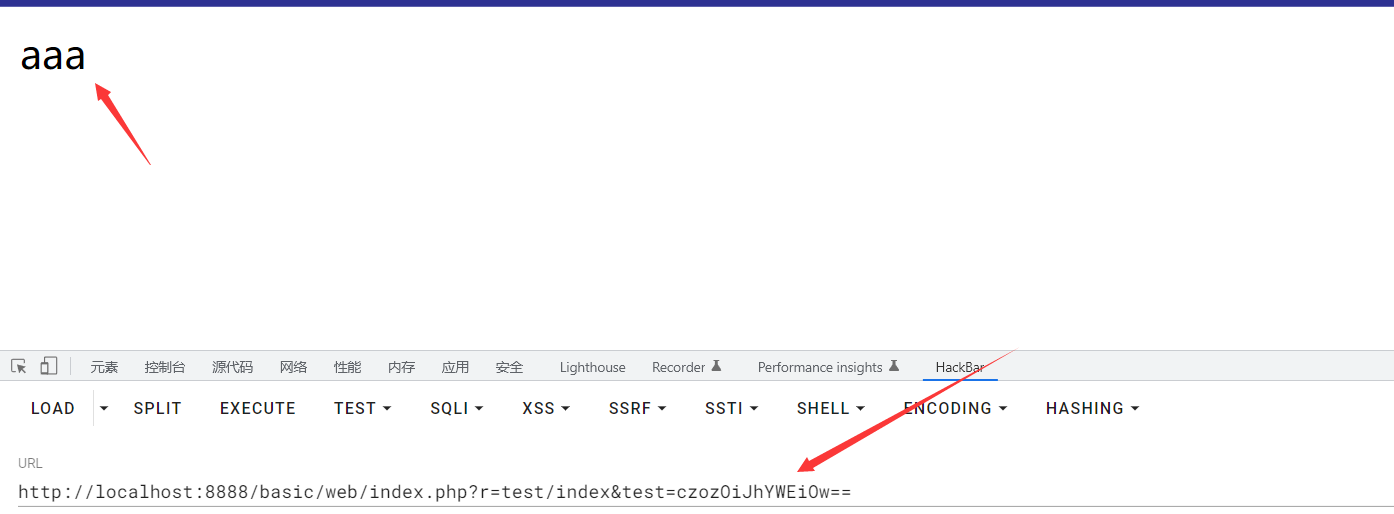 aaa
元素 控制台 源代码 网络 性能 内存 应用 安全 Lighthouse Recorder Performance insights HackBar
LOAD SPLIT EXECUTE TEST SQLI XSS SSRF SSTI SHELL ENCODING HASHING
URL
http://localhost:8888/basic/web/index.php?r=test/index&test=czozOiJhYWEiOw==